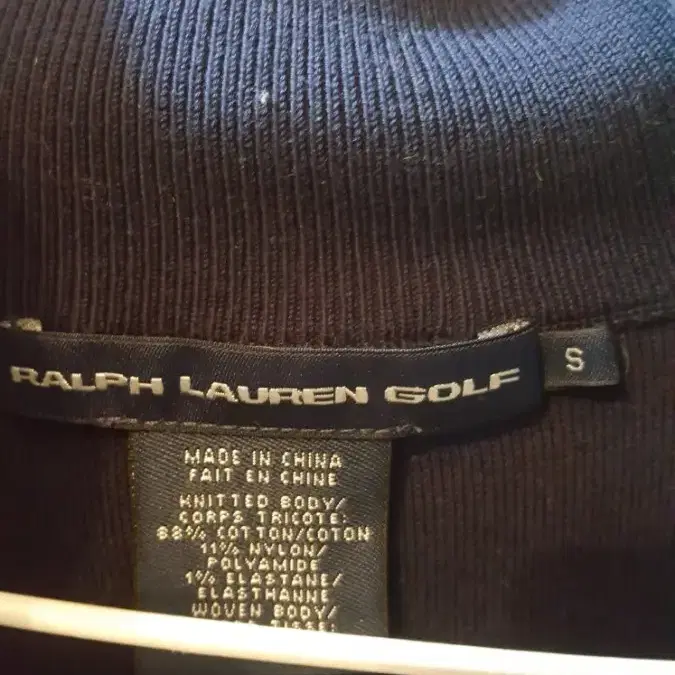 RALPH LAUREN GOLF
S
MADE IN CHINA
FAIT EN CHINE
KNITTED BODY/
CORPS TRICOTE:
88% COTTON/COTON
11% NYLON/
POLYAMIDE
1% ELASTANE/
ELASTHANNE
WOVEN BODY/
TISSE: